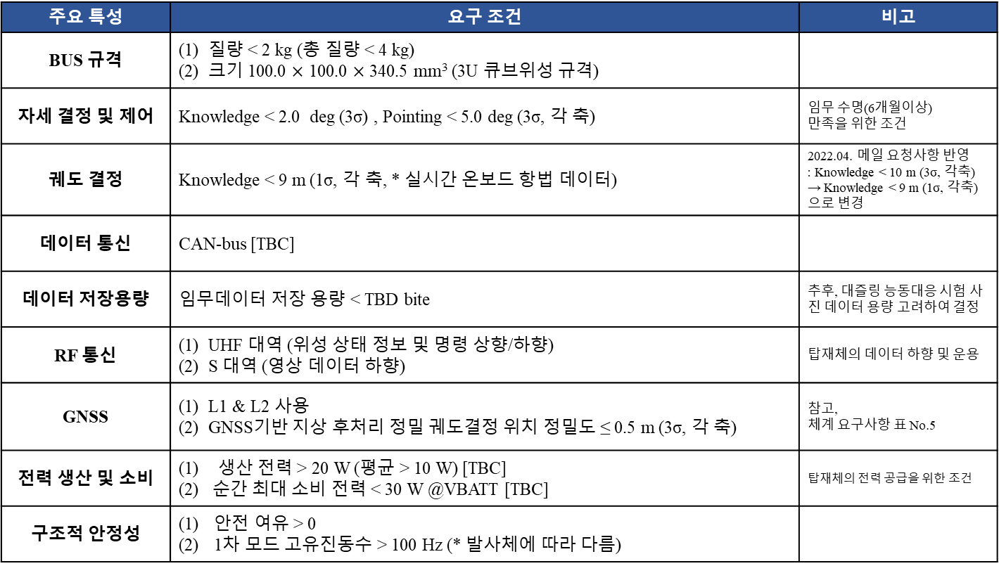 주요 특성 요구 조건 비고
BUS 규격
(1) 질량 < 2 kg (총 질량 < 4 kg)
(2) 크기 100.0 × 100.0 × 340.5 mm³ (3U 큐브위성 규격)
자세 결정 및 제어
Knowledge < 2.0 deg (3σ) , Pointing < 5.0 deg (3σ, 각 축)
임무 수명(6개월이상)
만족을 위한 조건
궤도 결정
Knowledge < 9 m (1σ, 각 축, * 실시간 온보드 항법 데이터)
2022.04. 메일 요청사항 반영
: Knowledge < 10 m (3σ, 각축)
→ Knowledge < 9 m (1σ, 각축)
으로 변경
데이터 통신
CAN-bus [TBC]
데이터 저장용량
임무데이터 저장 용량 < TBD bite
추후, 대즐링 능동대응 시험 사
진 데이터 용량 고려하여 결정
RF 통신
(1) UHF 대역 (위성 상태 정보 및 명령 상향/하향)
(2) S 대역 (영상 데이터 하향)
탑재체의 데이터 하향 및 운용
GNSS
(1) L1 & L2 사용
(2) GNSS기반 지상 후처리 정밀 궤도결정 위치 정밀도 ≤ 0.5 m (3σ, 각 축)
참고,
체계 요구사항 표 No.5
전력 생산 및 소비
(1) 생산 전력 > 20 W (평균 > 10 W) [TBC]
(2) 순간 최대 소비 전력 < 30 W @VBATT [TBC]
탑재체의 전력 공급을 위한 조건
구조적 안정성
(1) 안전 여유 > 0
(2) 1차 모드 고유진동수 > 100 Hz (* 발사체에 따라 다름)